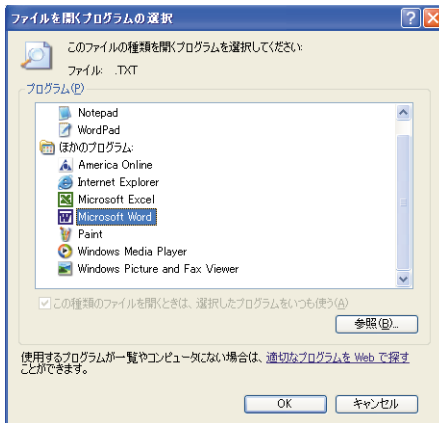 ファイルを開くプログラムの選択
このファイルの種類を開くプログラムを選択してください:
ファイル: .TXT
プログラム(P)
Notepad
WordPad
ほかのプログラム:
America Online
Internet Explorer
Microsoft Excel
Microsoft Word
Paint
Windows Media Player
Windows Picture and Fax Viewer
この種類のファイルを開くときは、選択したプログラムをいつも使う(A)
参照(B)...
使用するプログラムが一覧やコンピュータにない場合は、適切なプログラムを Web で探す
ことができます。
OK キャンセル